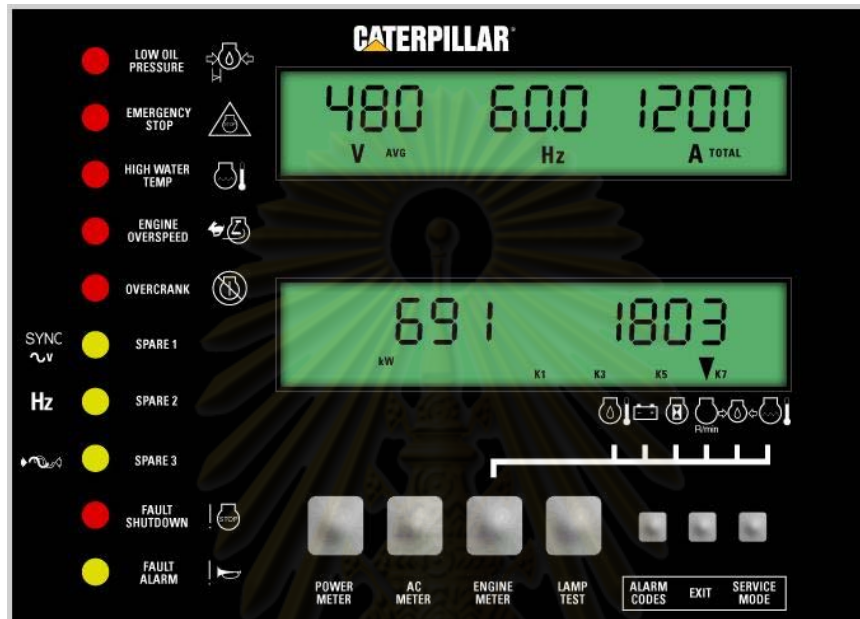 CATERPILLAR®
LOW OIL
PRESSURE
480 60.0 1200
V AVG Hz A TOTAL
EMERGENCY
STOP
STOP
HIGH WATER
TEMP
ENGINE
OVERSPEED
OVERCRANK
691 1803
kW K1 K3 K5 K7
SYNC
V
SPARE 1
Hz SPARE 2
R/min
SPARE 3
FAULT
SHUTDOWN
STOP
FAULT
ALARM
POWER
METER
AC
METER
ENGINE
METER
LAMP
TEST
ALARM
CODES
EXIT
SERVICE
MODE